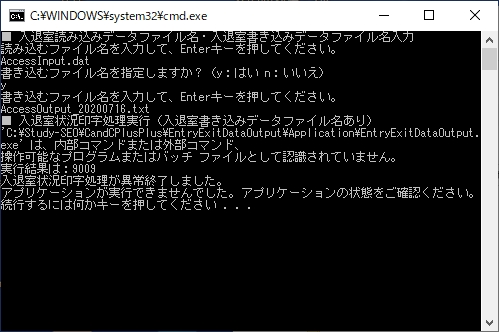 C:¥WINDOWS¥system32¥cmd.exe
■ 入退室読み込みデータファイル名・入退室書き込みデータファイル名入力
読み込むファイル名を入力して、Enterキーを押してください。
AccessInput.dat
書き込むファイル名を指定しますか？（y：はい n：いいえ）
y
書き込むファイル名を入力して、Enterキーを押してください。
AccessOutput_20200716.txt
■ 入退室状況印字処理実行（入退室書き込みデータファイル名あり）
'C:¥Study-SEO¥CandCPlusPlus¥EntryExitDataOutput¥Application¥EntryExitDataOutput.
exe' は、内部コマンドまたは外部コマンド、
操作可能なプログラムまたはバッチ ファイルとして認識されていません。
実行結果は：9009
入退室状況印字処理が異常終了しました。
アプリケーションが実行できませんでした。アプリケーションの状態をご確認ください。
続行するには何かキーを押してください . . .